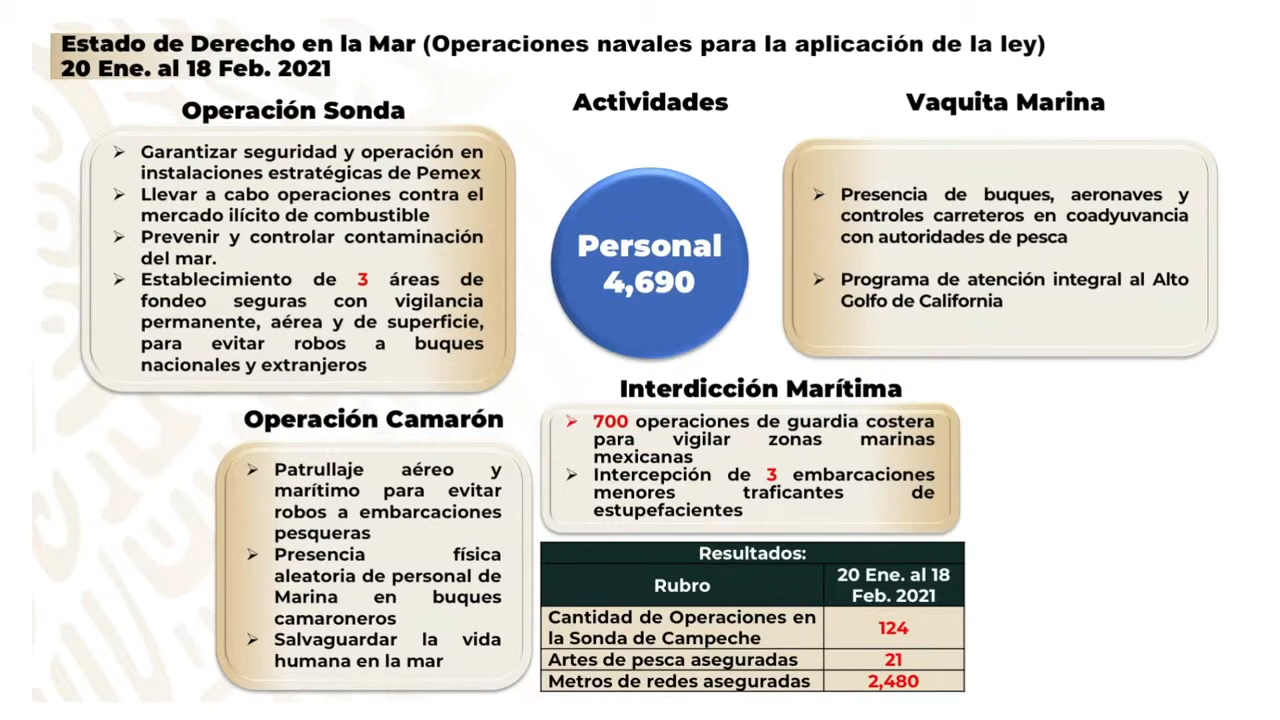 Estado de Derecho en la Mar (Operaciones navales para la aplicación de la ley)
20 Ene. al 18 Feb. 2021
Operación Sonda
➢ Garantizar seguridad y operación en
instalaciones estratégicas de Pemex
➢ Llevar a cabo operaciones contra el
mercado ilícito de combustible
➢ Prevenir y controlar contaminación
del mar.
➢ Establecimiento de 3 áreas de
fondeo seguras con vigilancia
permanente, aérea y de superficie,
para evitar robos a buques
nacionales y extranjeros
Actividades
Personal
4,690
Vaquita Marina
➢ Presencia de buques, aeronaves y
controles carreteros en coadyuvancia
con autoridades de pesca
➢ Programa de atención integral al Alto
Golfo de California
Operación Camarón
➢ Patrullaje aéreo y
marítimo para evitar
robos a embarcaciones
pesqueras
➢ Presencia física
aleatoria de personal de
Marina en buques
camaroneros
➢ Salvaguardar la vida
humana en la mar
Interdicción Marítima
➢ 700 operaciones de guardia costera
para vigilar zonas marinas
mexicanas
➢ Intercepción de 3 embarcaciones
menores traficantes de
estupefacientes
Resultados:
Rubro
20 Ene. al 18
Feb. 2021
Cantidad de Operaciones en
la Sonda de Campeche
124
Artes de pesca aseguradas
21
Metros de redes aseguradas
2,480